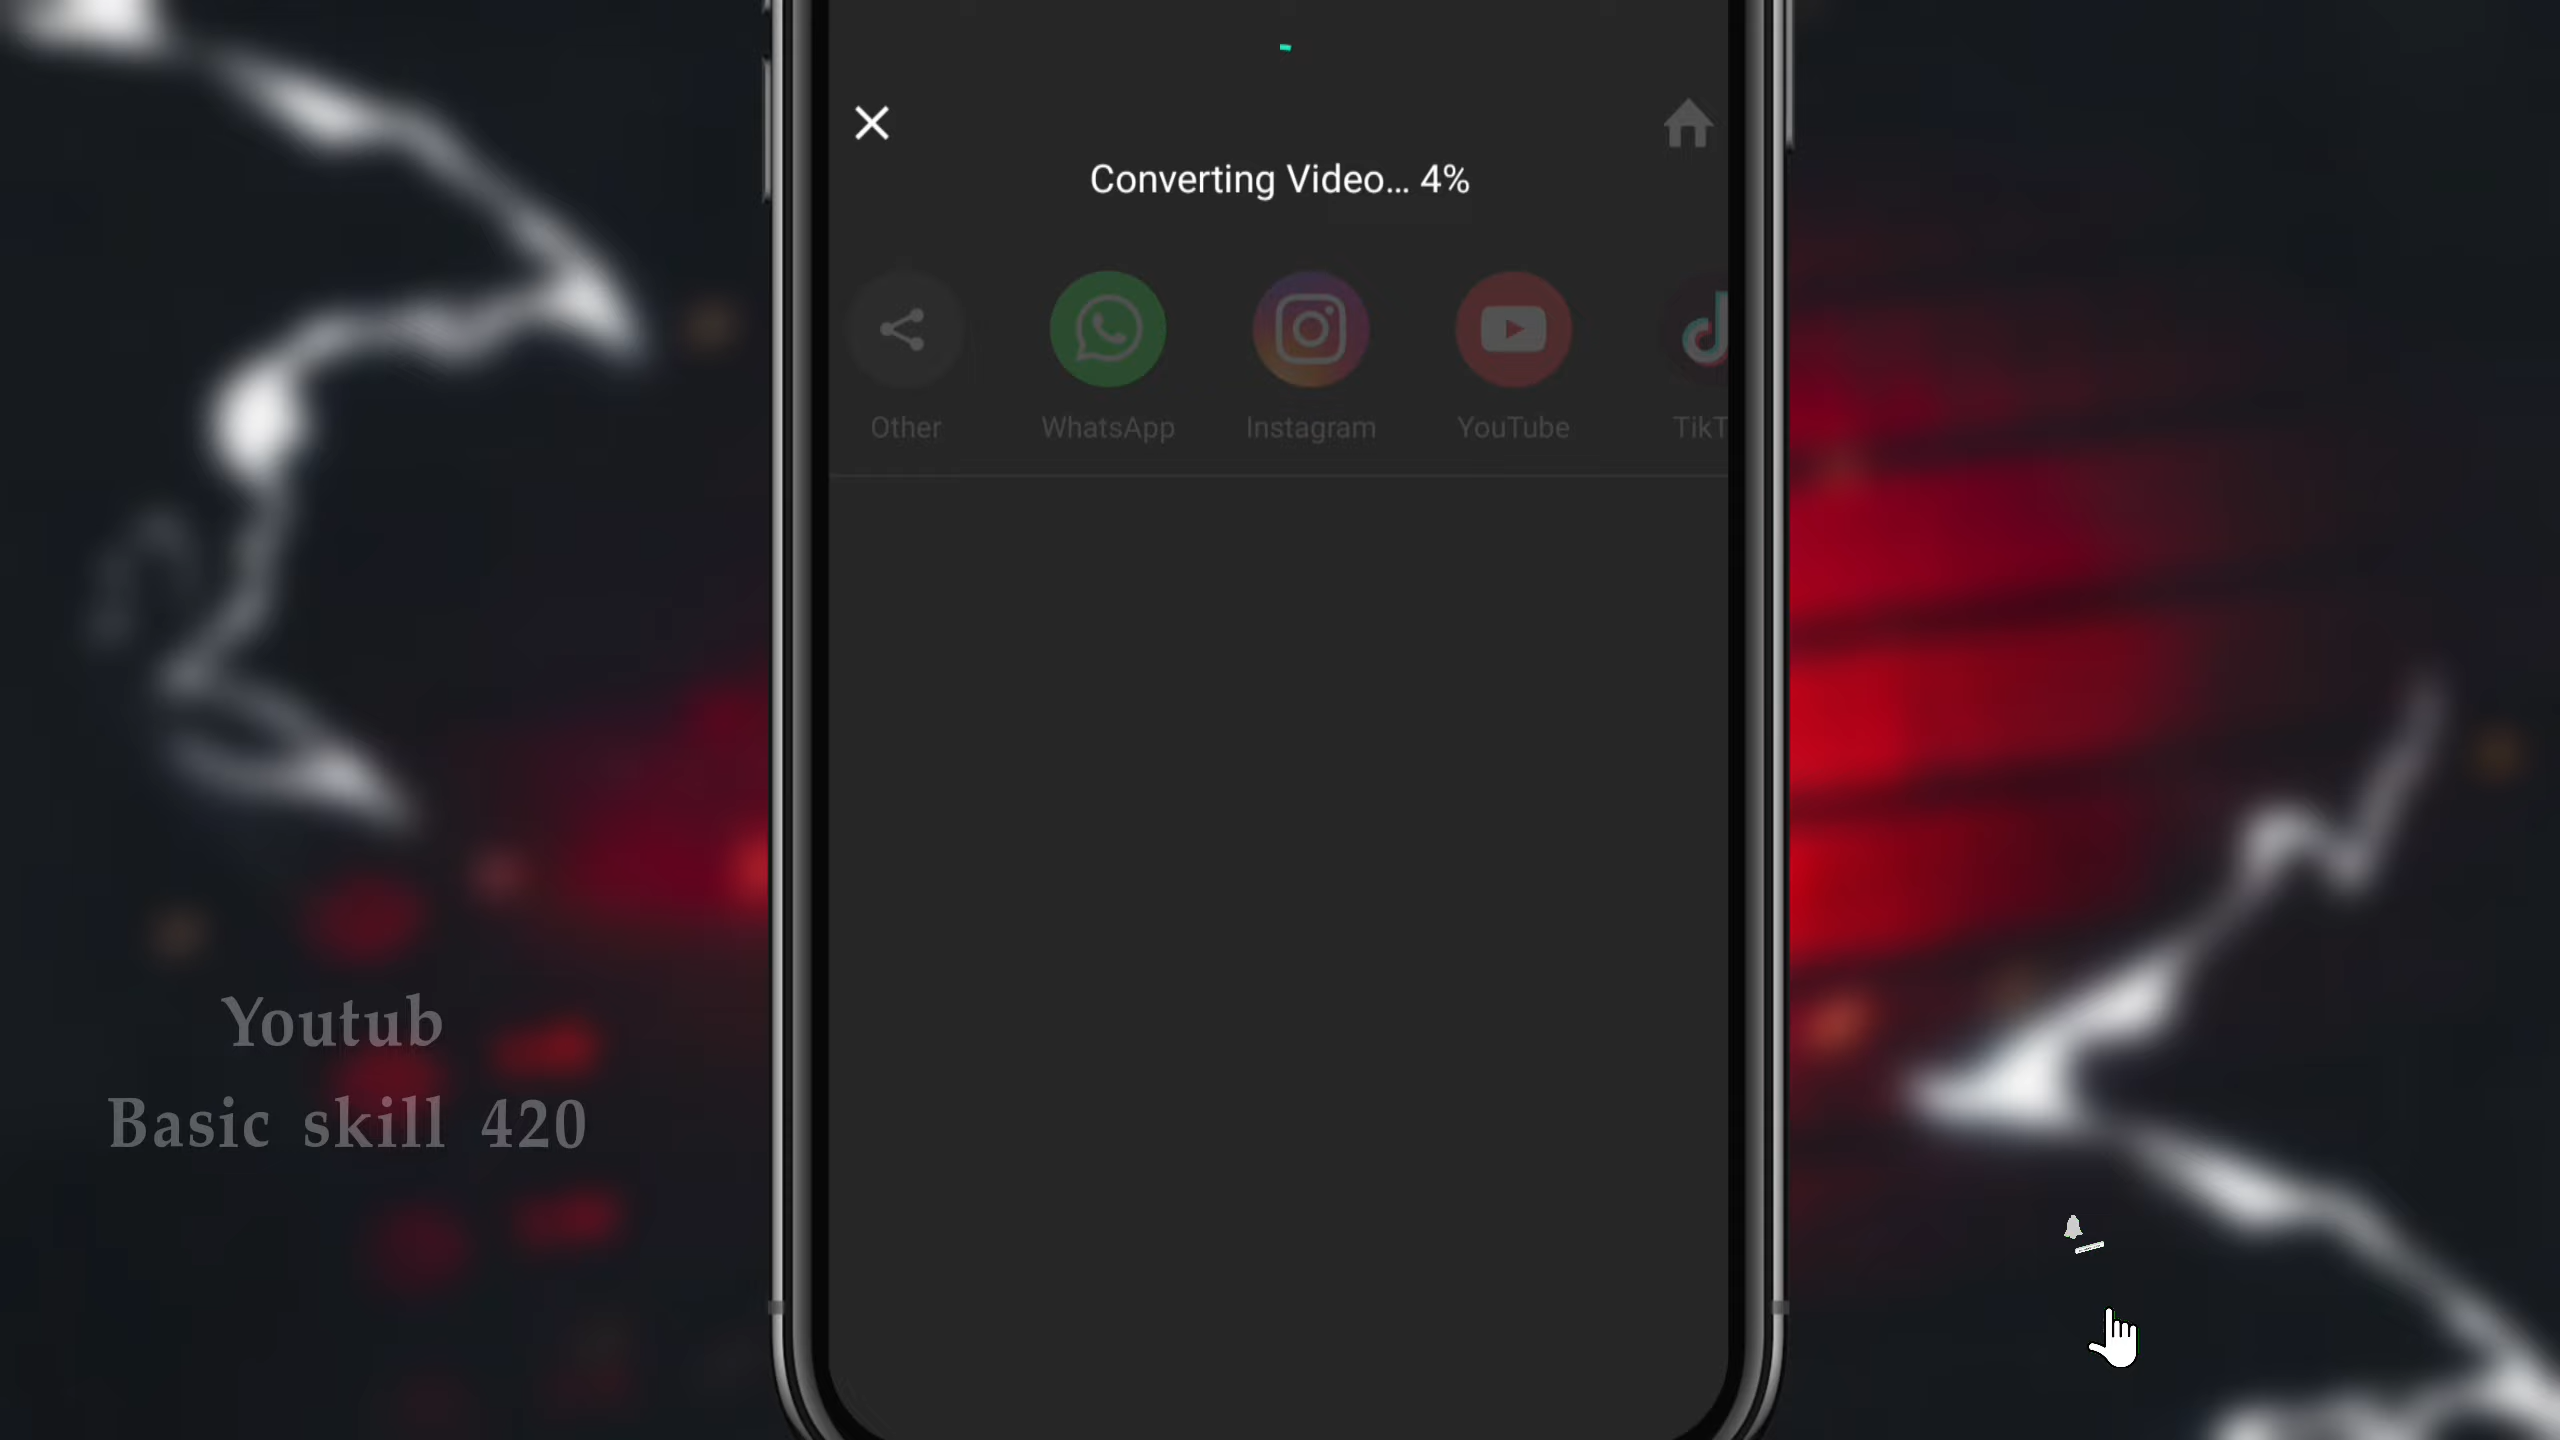 Converting Video... 4%
Other
WhatsApp
Instagram
YouTube
TikT
Youtub
Basic skill 420